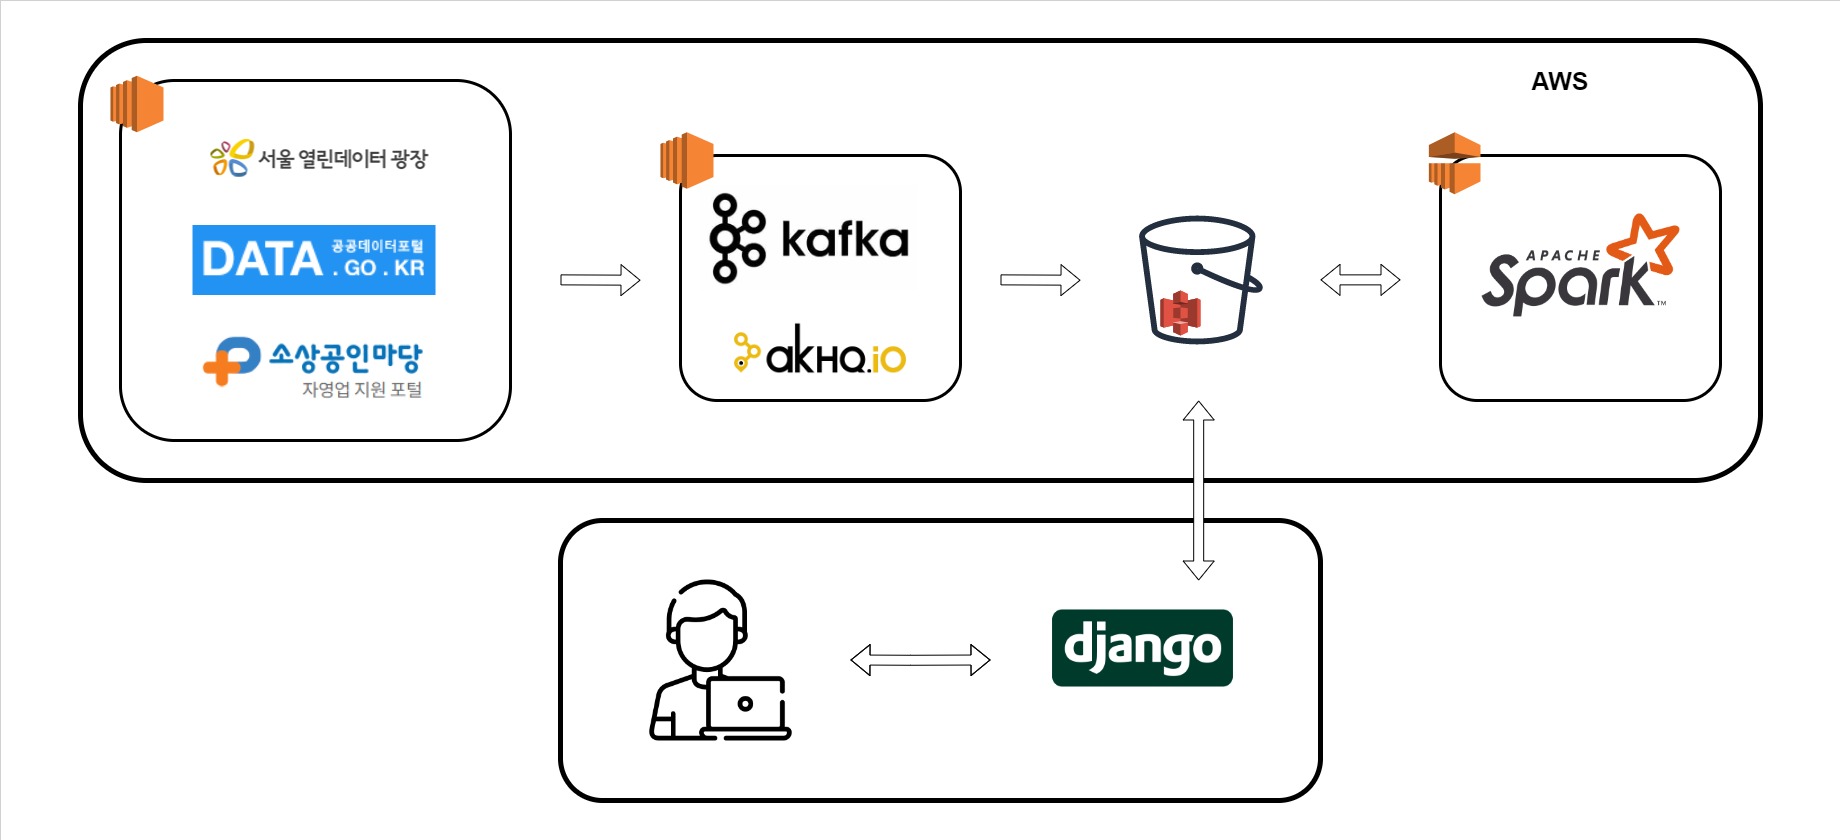 AWS
서울 열린데이터 광장
DATA 공공데이터포털
. GO . KR
소상공인마당
자영업 지원 포털
kafka
akHQ.io
APACHE
Spark™
django